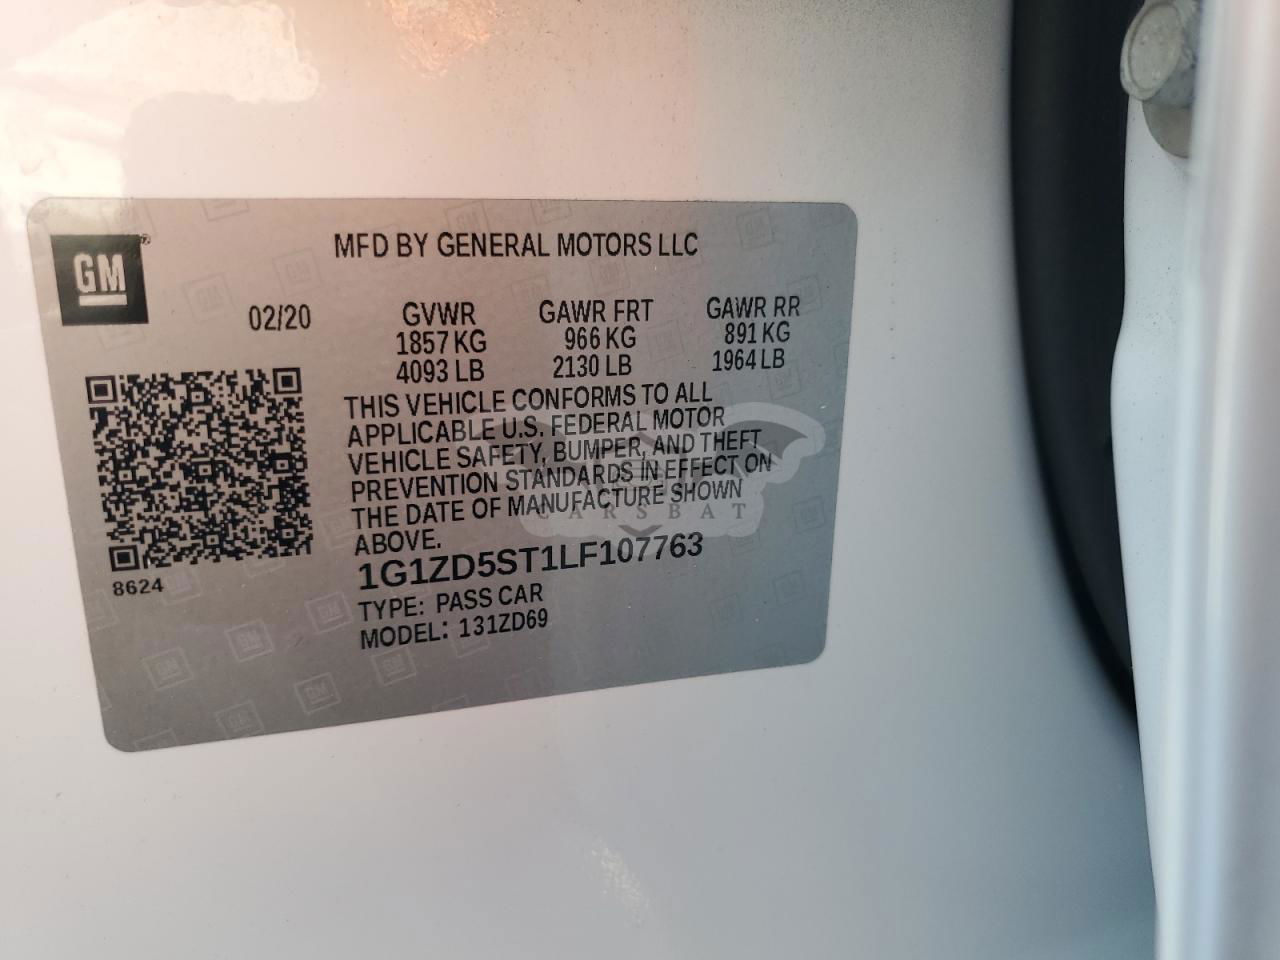 GM
MFD BY GENERAL MOTORS LLC
02/20
GVWR GAWR FRT GAWR RR
1857 KG 966 KG 891 KG
4093 LB 2130 LB 1964 LB
THIS VEHICLE CONFORMS TO ALL
APPLICABLE U.S. FEDERAL MOTOR
VEHICLE SAFETY, BUMPER, AND THEFT
PREVENTION STANDARDS IN EFFECT ON
THE DATE OF MANUFACTURE SHOWN
ABOVE.
1G1ZD5ST1LF107763
TYPE: PASS CAR
MODEL: 131ZD69
8624
CARSBAT